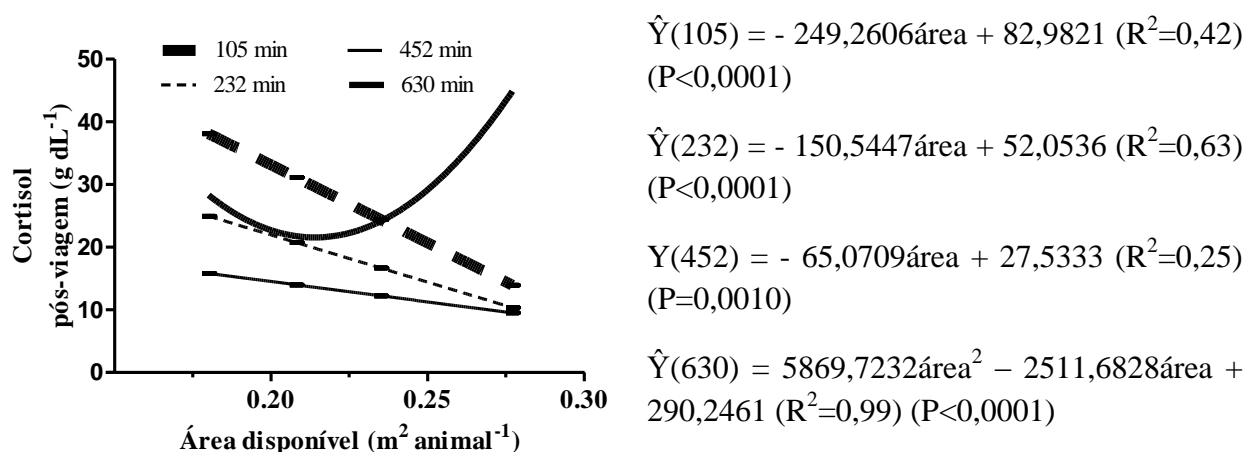 105 min
452 min
232 min
630 min
50
40
30
20
10
0
0.20
0.25
0.30
Cortisol
pós-viagem (g dL⁻¹)
Área disponível (m² animal⁻¹)
Ŷ(105) = - 249,2606área + 82,9821 (R²=0,42)
(P<0,0001)
Ŷ(232) = - 150,5447área + 52,0536 (R²=0,63)
(P<0,0001)
Y(452) = - 65,0709área + 27,5333 (R²=0,25)
(P=0,0010)
Ŷ(630) = 5869,7232área² – 2511,6828área +
290,2461 (R²=0,99) (P<0,0001)